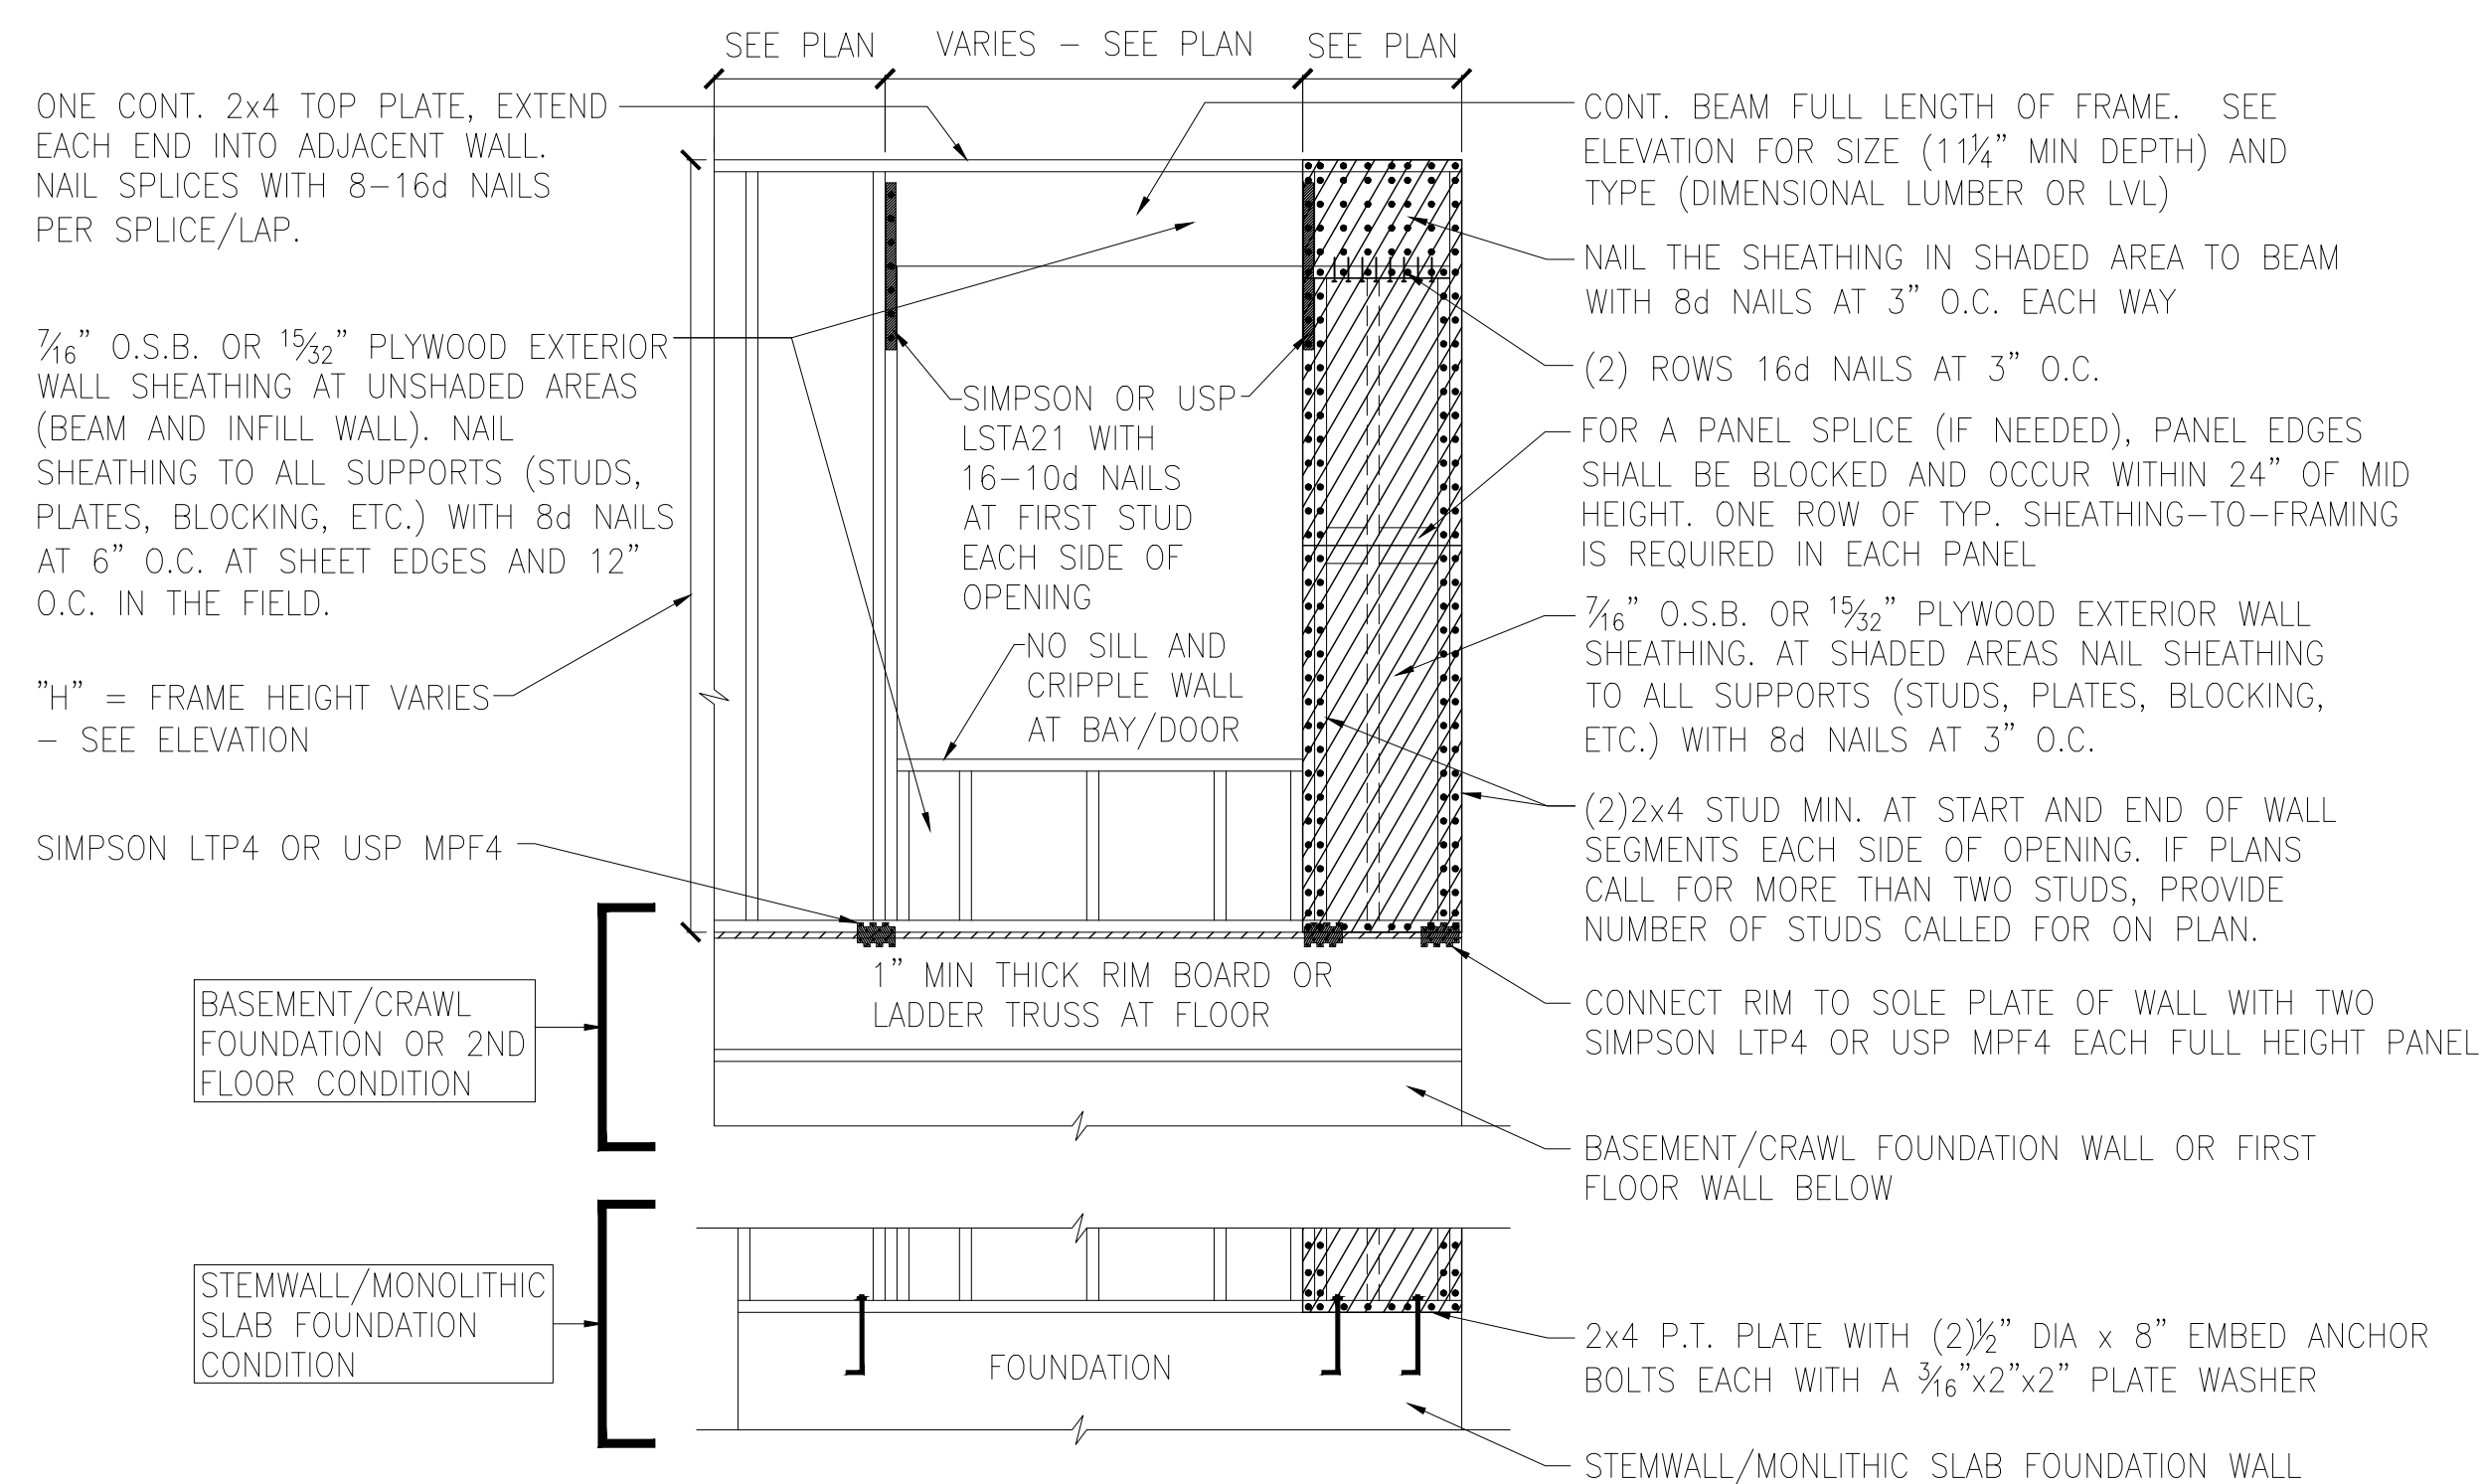 SEE PLAN
VARIES – SEE PLAN
SEE PLAN
ONE CONT. 2x4 TOP PLATE, EXTEND
EACH END INTO ADJACENT WALL.
NAIL SPLICES WITH 8–16d NAILS
PER SPLICE/LAP.
7/16" O.S.B. OR 15/32" PLYWOOD EXTERIOR
WALL SHEATHING AT UNSHADED AREAS
(BEAM AND INFILL WALL). NAIL
SHEATHING TO ALL SUPPORTS (STUDS,
PLATES, BLOCKING, ETC.) WITH 8d NAILS
AT 6" O.C. AT SHEET EDGES AND 12"
O.C. IN THE FIELD.
"H" = FRAME HEIGHT VARIES
– SEE ELEVATION
SIMPSON LTP4 OR USP MPF4
BASEMENT/CRAWL
FOUNDATION OR 2ND
FLOOR CONDITION
STEMWALL/MONOLITHIC
SLAB FOUNDATION
CONDITION
SIMPSON OR USP
LSTA21 WITH
16–10d NAILS
AT FIRST STUD
EACH SIDE OF
OPENING
NO SILL AND
CRIPPLE WALL
AT BAY/DOOR
1" MIN THICK RIM BOARD OR
LADDER TRUSS AT FLOOR
FOUNDATION
CONT. BEAM FULL LENGTH OF FRAME. SEE
ELEVATION FOR SIZE (11 1/4" MIN DEPTH) AND
TYPE (DIMENSIONAL LUMBER OR LVL)
NAIL THE SHEATHING IN SHADED AREA TO BEAM
WITH 8d NAILS AT 3" O.C. EACH WAY
(2) ROWS 16d NAILS AT 3" O.C.
FOR A PANEL SPLICE (IF NEEDED), PANEL EDGES
SHALL BE BLOCKED AND OCCUR WITHIN 24" OF MID
HEIGHT. ONE ROW OF TYP. SHEATHING–TO–FRAMING
IS REQUIRED IN EACH PANEL
7/16" O.S.B. OR 15/32" PLYWOOD EXTERIOR WALL
SHEATHING. AT SHADED AREAS NAIL SHEATHING
TO ALL SUPPORTS (STUDS, PLATES, BLOCKING,
ETC.) WITH 8d NAILS AT 3" O.C.
(2)2x4 STUD MIN. AT START AND END OF WALL
SEGMENTS EACH SIDE OF OPENING. IF PLANS
CALL FOR MORE THAN TWO STUDS, PROVIDE
NUMBER OF STUDS CALLED FOR ON PLAN.
CONNECT RIM TO SOLE PLATE OF WALL WITH TWO
SIMPSON LTP4 OR USP MPF4 EACH FULL HEIGHT PANEL
BASEMENT/CRAWL FOUNDATION WALL OR FIRST
FLOOR WALL BELOW
2x4 P.T. PLATE WITH (2)1/2" DIA x 8" EMBED ANCHOR
BOLTS EACH WITH A 3/16"x2"x2" PLATE WASHER
STEMWALL/MONLITHIC SLAB FOUNDATION WALL